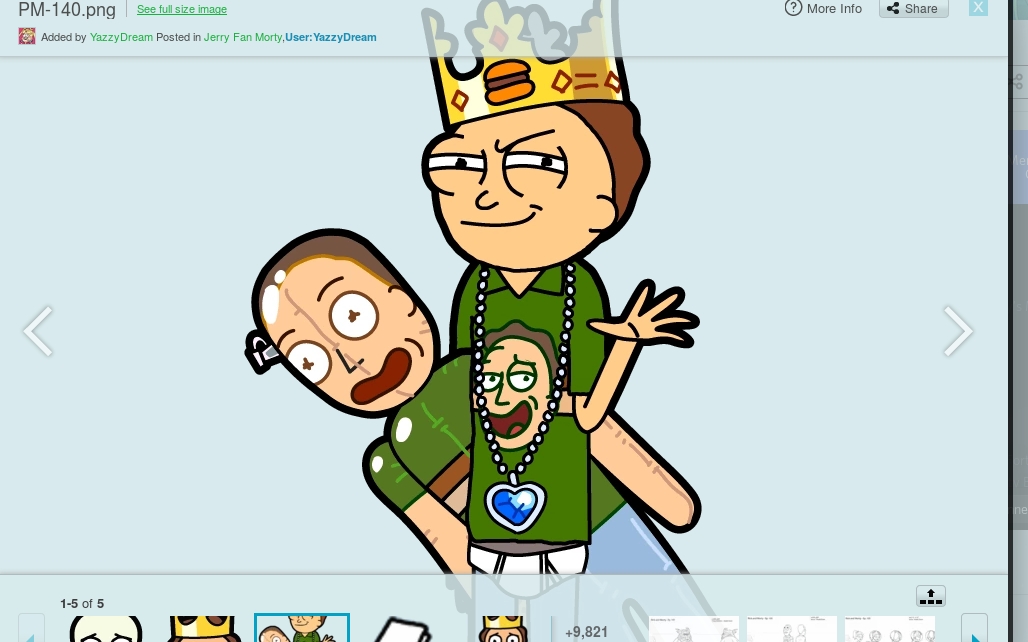 PM-140.png See full size image More Info Share X
Added by YazzyDream Posted in Jerry Fan Morty,User:YazzyDream
1-5 of 5
+9,821